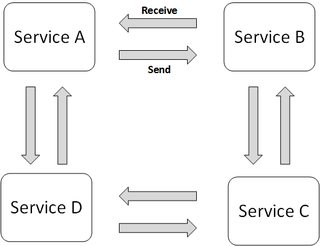 Receive
Service A
Service B
Send
Service D
Service C